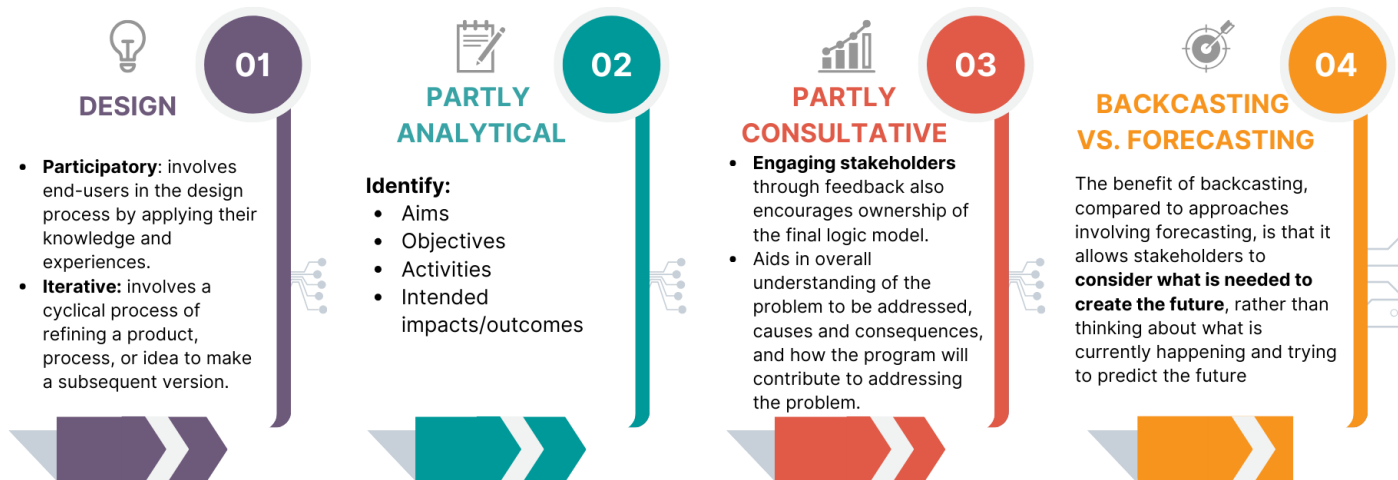 01
DESIGN
• Participatory: involves
end-users in the design
process by applying their
knowledge and
experiences.
• Iterative: involves a
cyclical process of
refining a product,
process, or idea to make
a subsequent version.
02
PARTLY
ANALYTICAL
Identify:
• Aims
• Objectives
• Activities
• Intended
impacts/outcomes
03
PARTLY
CONSULTATIVE
• Engaging stakeholders
through feedback also
encourages ownership of
the final logic model.
• Aids in overall
understanding of the
problem to be addressed,
causes and consequences,
and how the program will
contribute to addressing
the problem.
04
BACKCASTING
VS. FORECASTING
The benefit of backcasting,
compared to approaches
involving forecasting, is that it
allows stakeholders to
consider what is needed to
create the future, rather than
thinking about what is
currently happening and trying
to predict the future